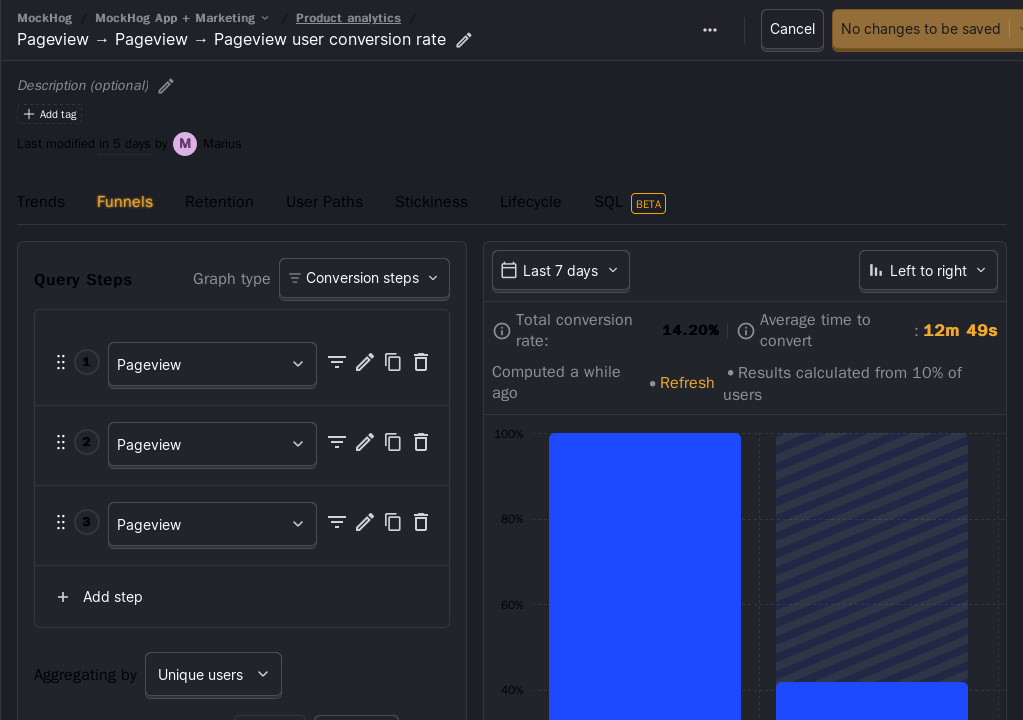 MockHog / MockHog App + Marketing / Product analytics /
Pageview → Pageview → Pageview user conversion rate
Cancel
No changes to be saved
Description (optional)
+ Add tag
Last modified in 5 days by M Marius
Trends Funnels Retention User Paths Stickiness Lifecycle SQL BETA
Query Steps
Graph type
Conversion steps
1 Pageview
2 Pageview
3 Pageview
+ Add step
Aggregating by Unique users
Last 7 days
Left to right
Total conversion
rate:
14.20%
Average time to
convert
: 12m 49s
Computed a while
ago
• Refresh
• Results calculated from 10% of
users
100%
80%
60%
40%